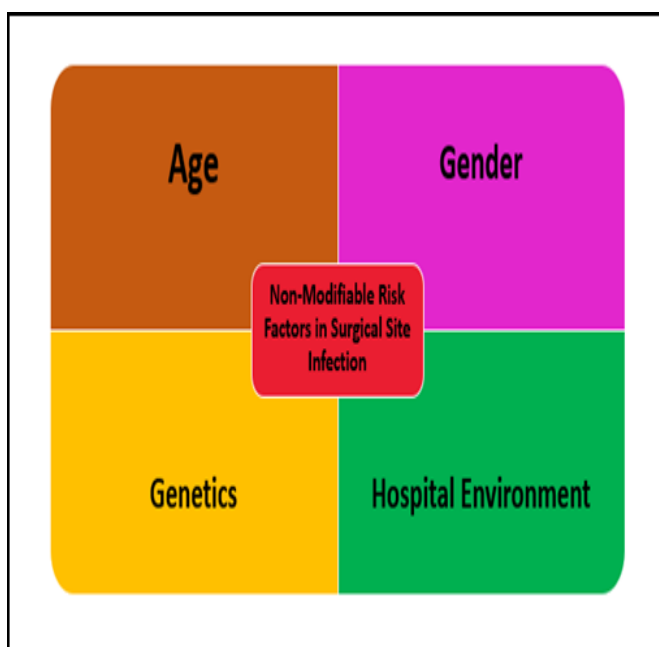 Age
Gender
Non-Modifiable Risk
Factors in Surgical Site
Infection
Genetics
Hospital Environment